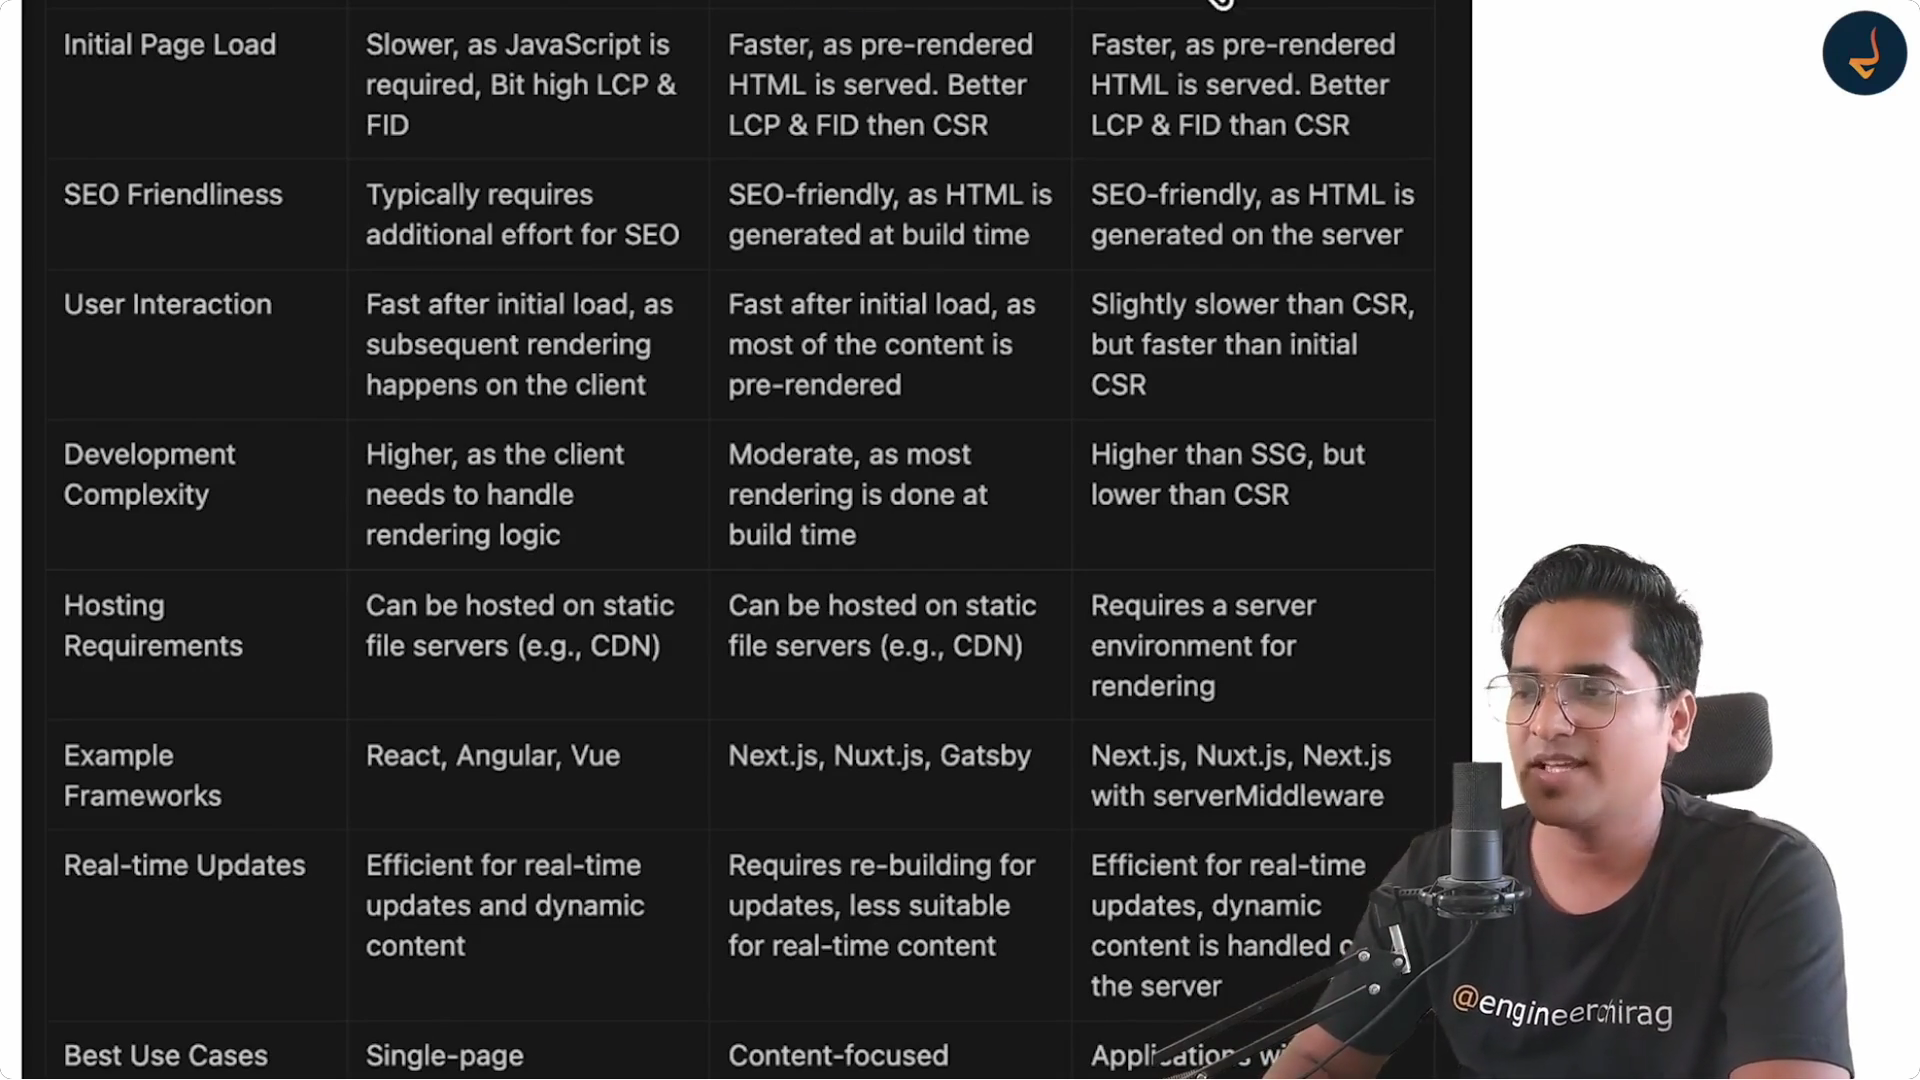 Initial Page Load
Slower, as JavaScript is
required, Bit high LCP &
FID
Faster, as pre-rendered
HTML is served. Better
LCP & FID then CSR
Faster, as pre-rendered
HTML is served. Better
LCP & FID than CSR
SEO Friendliness
Typically requires
additional effort for SEO
SEO-friendly, as HTML is
generated at build time
SEO-friendly, as HTML is
generated on the server
User Interaction
Fast after initial load, as
subsequent rendering
happens on the client
Fast after initial load, as
most of the content is
pre-rendered
Slightly slower than CSR,
but faster than initial
CSR
Development
Complexity
Higher, as the client
needs to handle
rendering logic
Moderate, as most
rendering is done at
build time
Higher than SSG, but
lower than CSR
Hosting
Requirements
Can be hosted on static
file servers (e.g., CDN)
Can be hosted on static
file servers (e.g., CDN)
Requires a server
environment for
rendering
Example
Frameworks
React, Angular, Vue
Next.js, Nuxt.js, Gatsby
Next.js, Nuxt.js, Next.js
with serverMiddleware
Real-time Updates
Efficient for real-time
updates and dynamic
content
Requires re-building for
updates, less suitable
for real-time content
Efficient for real-time
updates, dynamic
content is handled
the server
Best Use Cases
Single-page
Content-focused
Applications
@engineerchirag